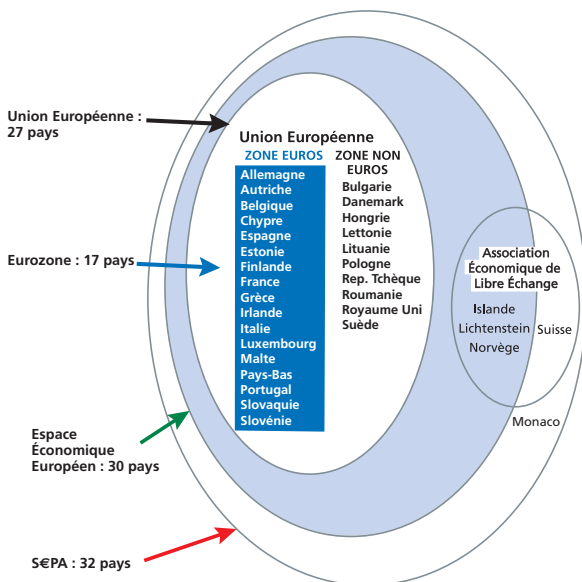 Union Européenne :
27 pays
Eurozone : 17 pays
Espace
Économique
Européen : 30 pays
S€PA : 32 pays
Union Européenne
ZONE EUROS
Allemagne
Autriche
Belgique
Chypre
Espagne
Estonie
Finlande
France
Grèce
Irlande
Italie
Luxembourg
Malte
Pays-Bas
Portugal
Slovaquie
Slovénie
ZONE NON
EUROS
Bulgarie
Danemark
Hongrie
Lettonie
Lituanie
Pologne
Rep. Tchèque
Roumanie
Royaume Uni
Suède
Association
Économique de
Libre Échange
Islande
Lichtenstein
Norvège
Suisse
Monaco